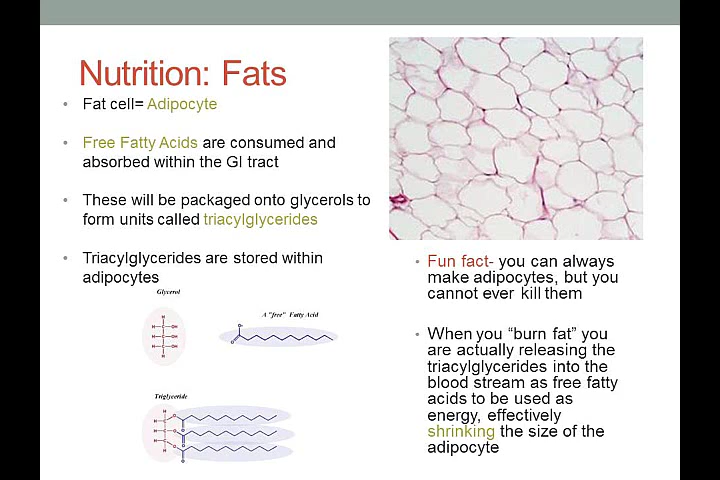 Nutrition: Fats
• Fat cell= Adipocyte
• Free Fatty Acids are consumed and
absorbed within the GI tract
• These will be packaged onto glycerols to
form units called triacylglycerides
• Triacylglycerides are stored within
adipocytes
Glycerol
A "free" Fatty Acid
Triglyceride
• Fun fact- you can always
make adipocytes, but you
cannot ever kill them
• When you “burn fat” you
are actually releasing the
triacylglycerides into the
blood stream as free fatty
acids to be used as
energy, effectively
shrinking the size of the
adipocyte